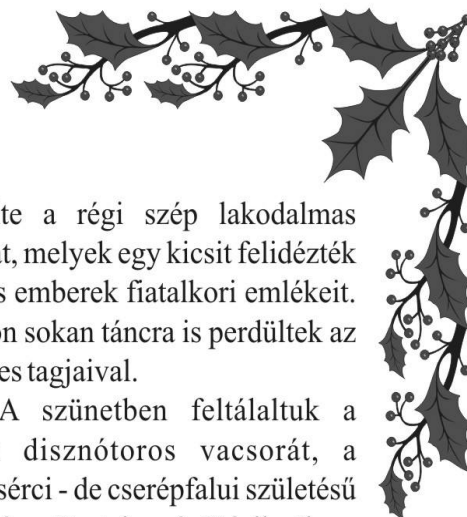 te a régi szép lakodalmas
t, melyek egy kicsit felidézték
s emberek fiatalkori emlékeit.
on sokan táncra is perdültek az
es tagjaival.
A szünetben feltálaltuk a
disznótoros vacsorát, a
sérci - de cserépfalui születésű